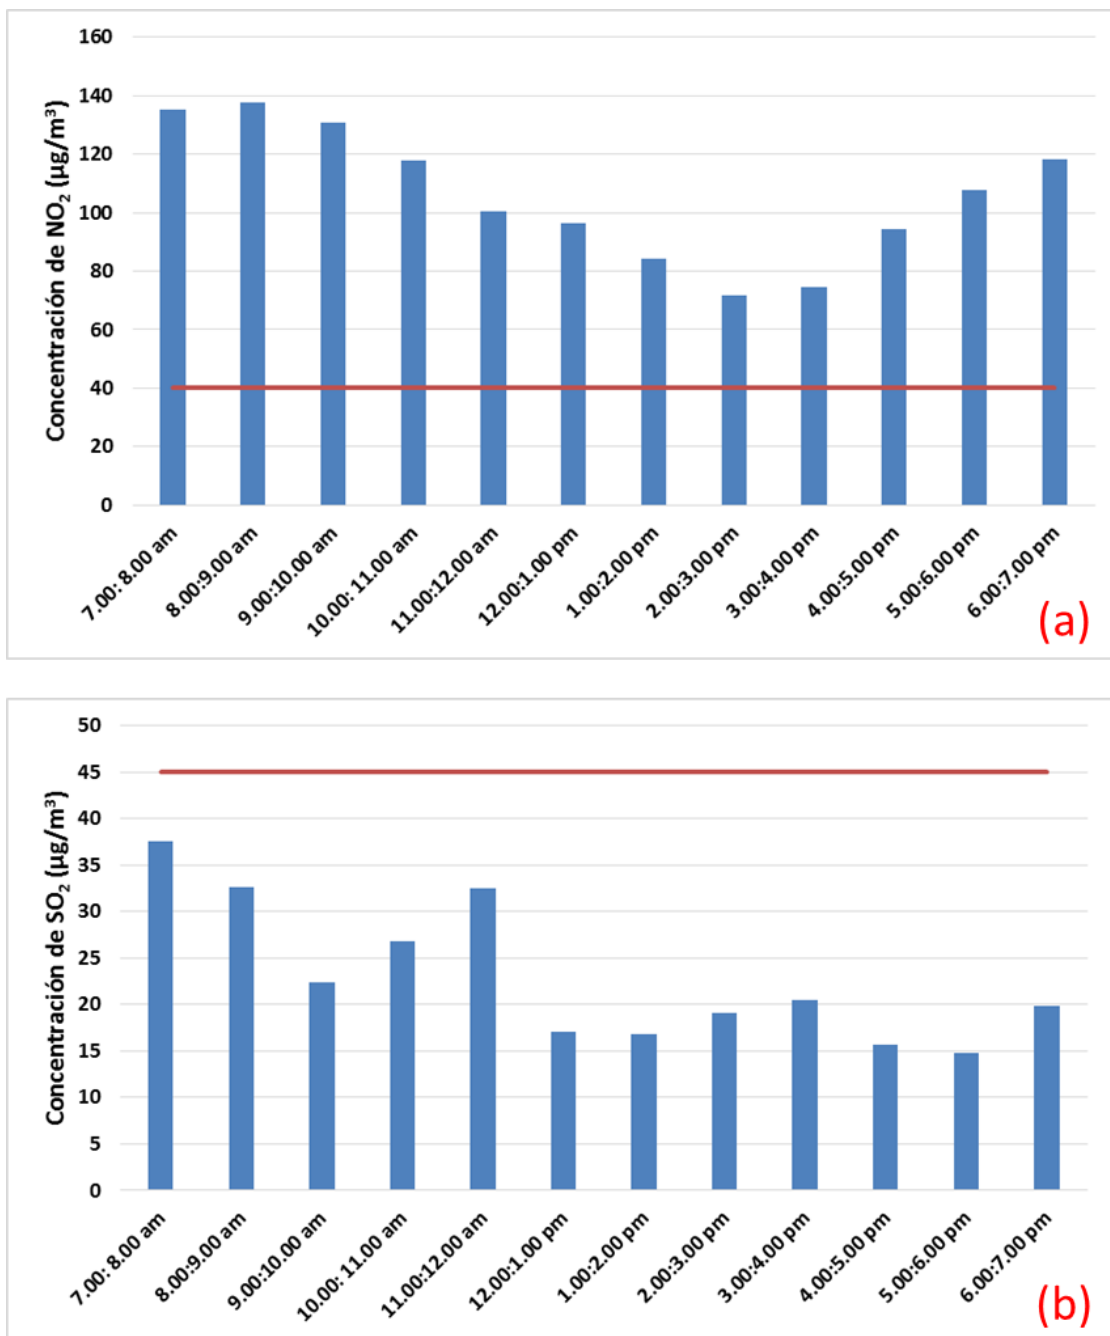 160
140
120
100
80
60
40
20
0
Concentración de NO₂ (µg/m³)
7.00: 8.00 am
8.00:9.00 am
9.00:10.00 am
10.00: 11.00 am
11.00:12.00 am
12.00:1.00 pm
1.00:2.00 pm
2.00:3.00 pm
3.00:4.00 pm
4.00:5.00 pm
5.00:6.00 pm
6.00:7.00 pm
(a)
50
45
40
35
30
25
20
15
10
5
0
Concentración de SO₂ (µg/m³)
7.00: 8.00 am
8.00:9.00 am
9.00:10.00 am
10.00: 11.00 am
11.00:12.00 am
12.00:1.00 pm
1.00:2.00 pm
2.00:3.00 pm
3.00:4.00 pm
4.00:5.00 pm
5.00:6.00 pm
6.00:7.00 pm
(b)